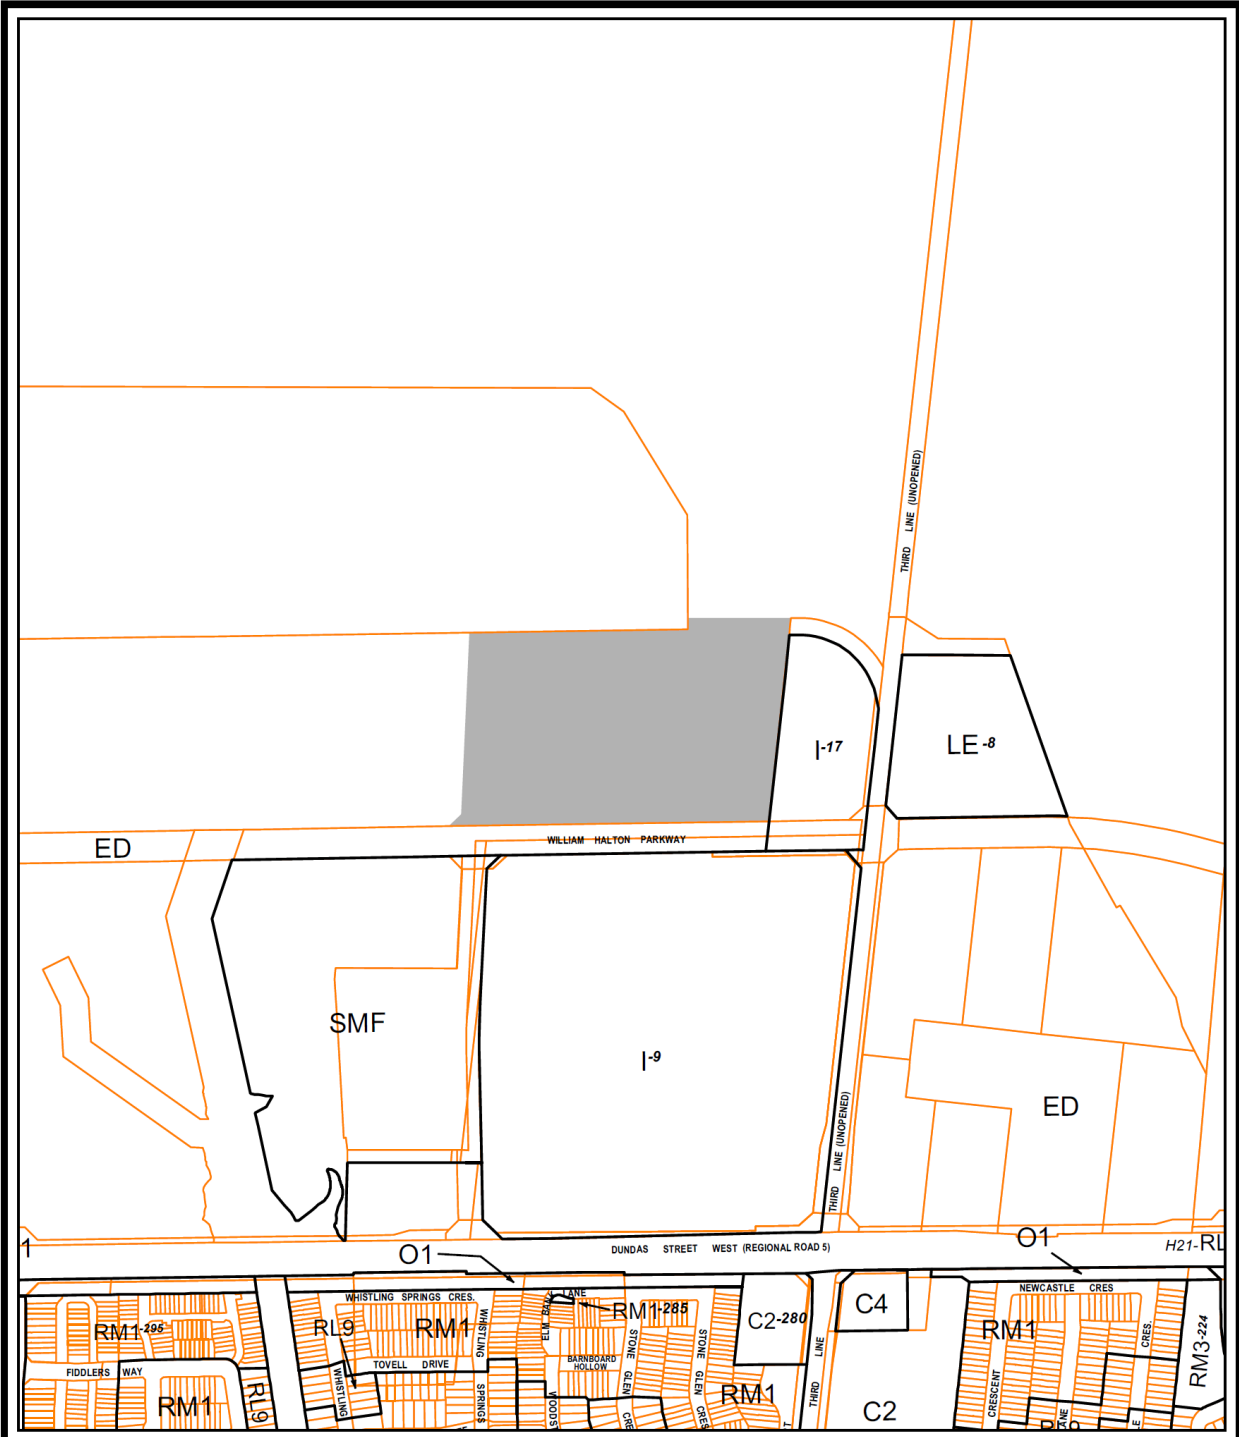 THIRD LINE (UNOPENED)
I-17
LE-8
WILLIAM HALTON PARKWAY
ED
SMF
I-9
ED
THIRD LINE (UNOPENED)
1
O1
DUNDAS STREET WEST (REGIONAL ROAD 5)
O1
H21-RL
NEWCASTLE CRES
WHISTLING SPRINGS CRES.
ELM BANK LANE
RM1-285
C2-280
C4
RM1-295
RL9
RM1
WHISTLING
SPRINGS
RM1
CRES.
RM3-224
FIDDLERS WAY
TOVELL DRIVE
BARNBOARD
HOLLOW
STONE GLEN CRES
STONE GLEN CRES
THIRD LINE
RM1
RL9
WHISTLING
RM1
C2
CRESCENT